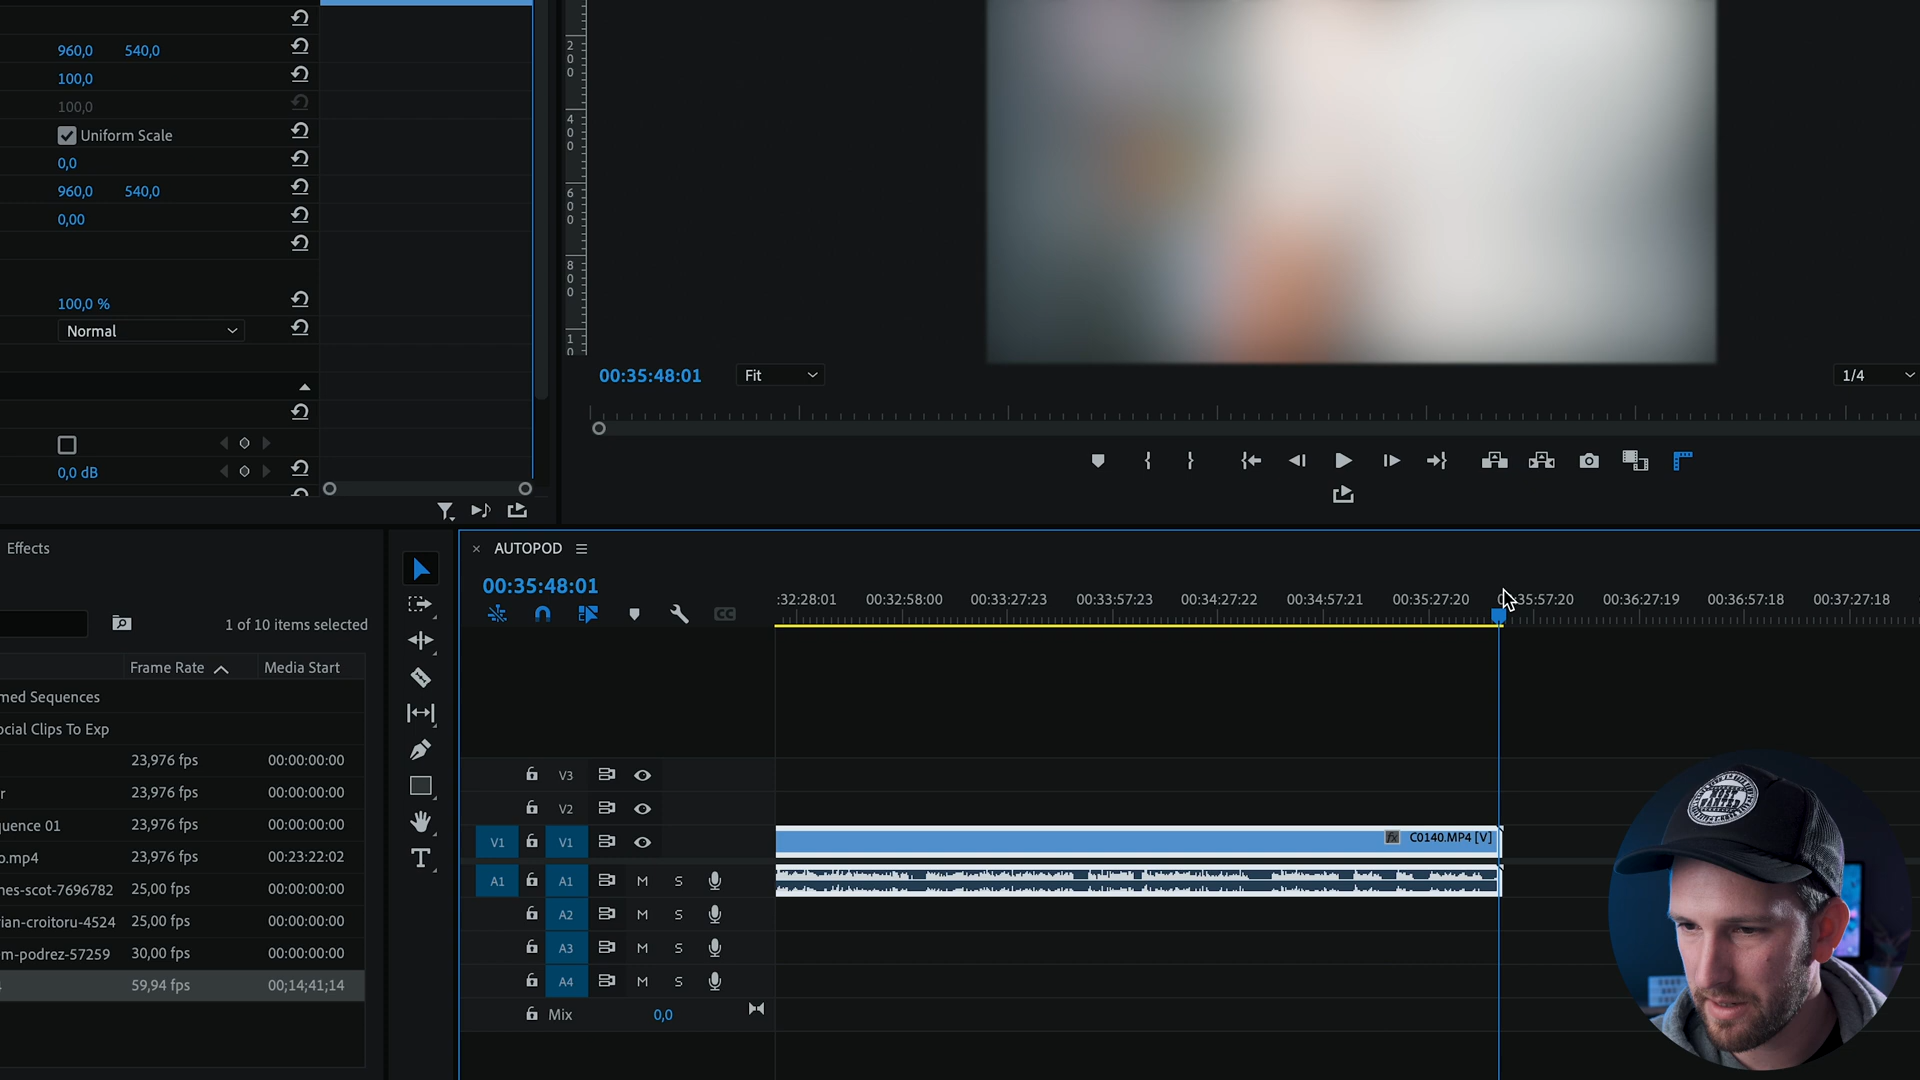 960,0 540,0
100,0
100,0
Uniform Scale
0,0
960,0 540,0
0,00
100,0 %
Normal
0,0 dB
200
400
600
800
10
00:35:48:01 Fit 1/4
Effects
1 of 10 items selected
Frame Rate Media Start
med Sequences
ocial Clips To Exp
23,976 fps 00:00:00:00
r 23,976 fps 00:00:00:00
uence 01 23,976 fps 00:00:00:00
o.mp4 23,976 fps 00:23:22:02
nes-scot-7696782 25,00 fps 00:00:00:00
rian-croitoru-4524 25,00 fps 00:00:00:00
m-podrez-57259 30,00 fps 00:00:00:00
59,94 fps 00;14;41;14
× AUTOPOD
00:35:48:01
:32:28:01 00:32:58:00 00:33:27:23 00:33:57:23 00:34:27:22 00:34:57:21 00:35:27:20 00:35:57:20 00:36:27:19 00:36:57:18 00:37:27:18
CC
V3
V2
V1 V1 fx C0140.MP4 [V]
A1 A1 M S
A2 M S
A3 M S
A4 M S
Mix 0,0